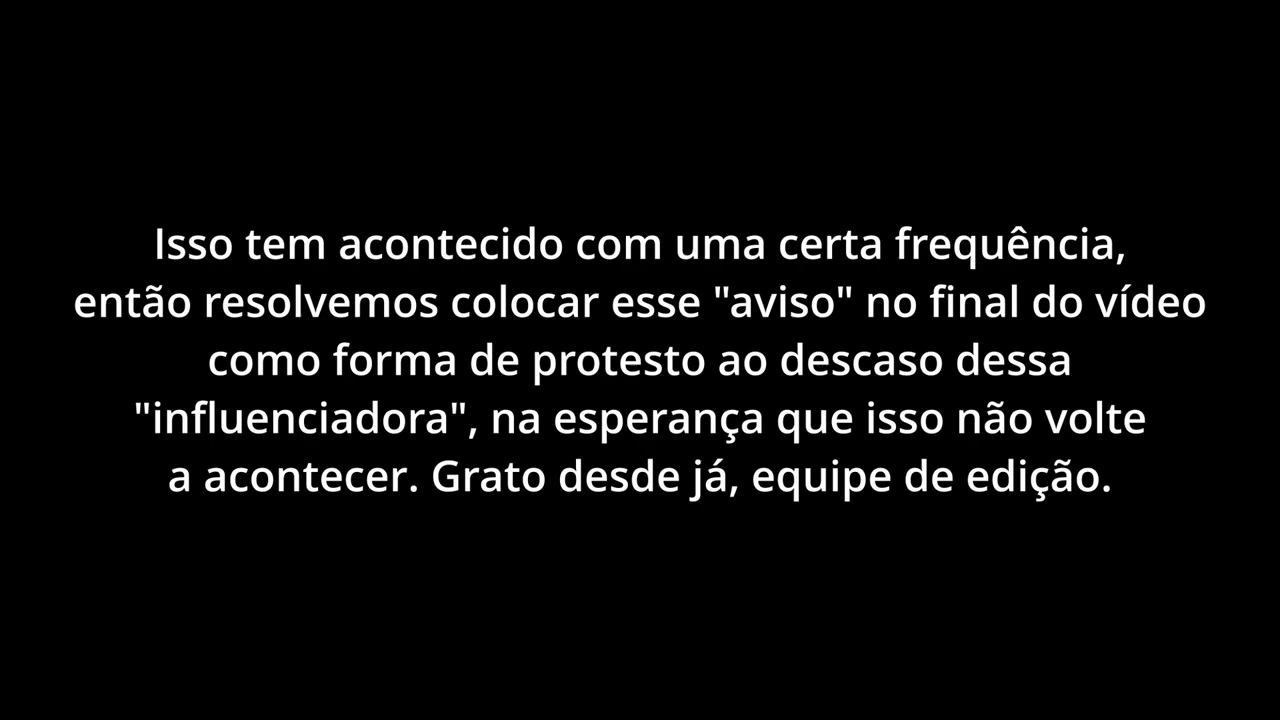 Isso tem acontecido com uma certa frequência,
então resolvemos colocar esse "aviso" no final do vídeo
como forma de protesto ao descaso dessa
"influenciadora", na esperança que isso não volte
a acontecer. Grato desde já, equipe de edição.